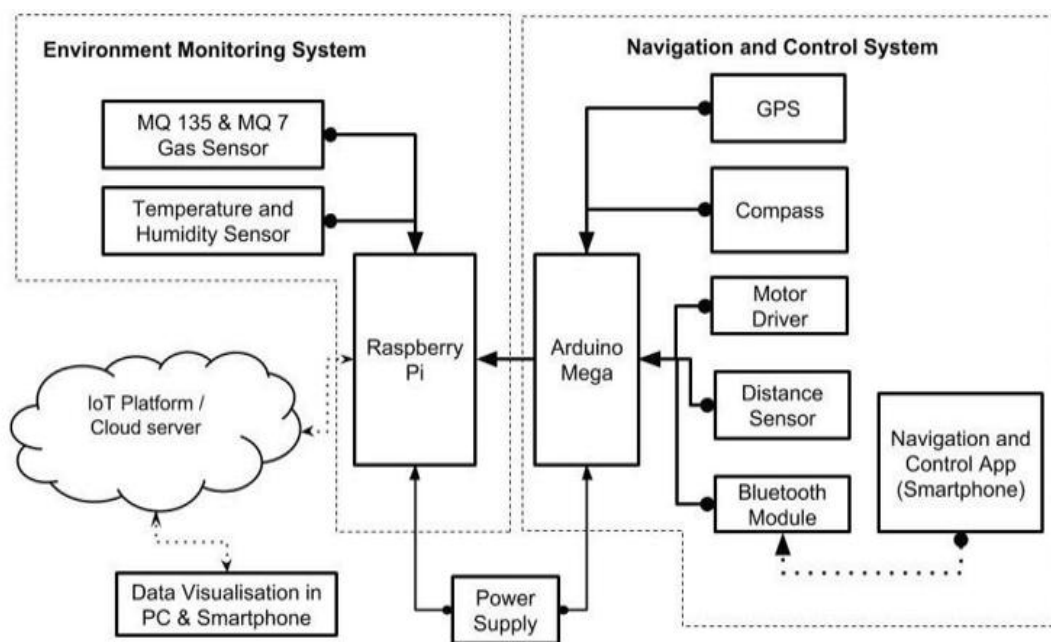 Environment Monitoring System
MQ 135 & MQ 7
Gas Sensor
Temperature and
Humidity Sensor
Raspberry
Pi
IoT Platform /
Cloud server
Data Visualisation in
PC & Smartphone
Power
Supply
Navigation and Control System
GPS
Compass
Motor
Driver
Arduino
Mega
Distance
Sensor
Bluetooth
Module
Navigation and
Control App
(Smartphone)